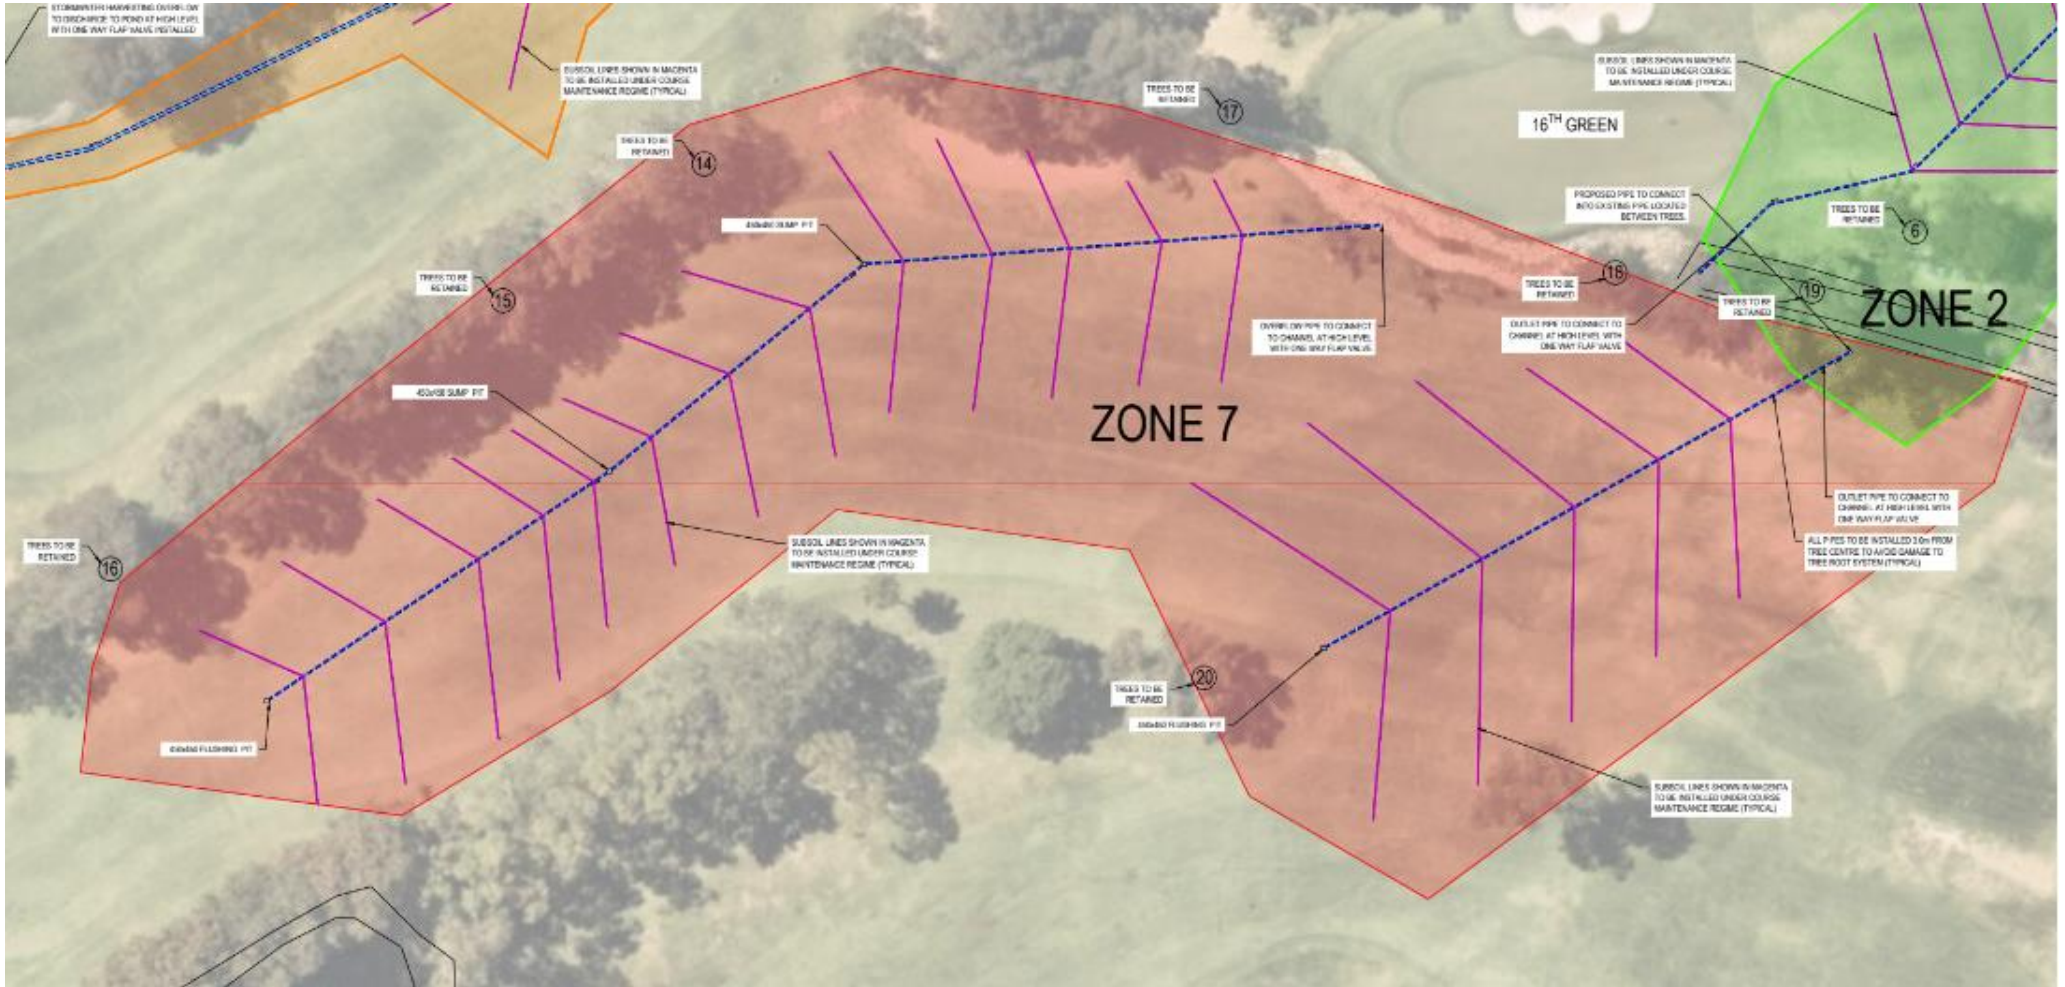 STORMWATER HARVESTING OVERFLOW
TO DISCHARGE TO POND AT HIGH LEVEL
WITH ONE WAY FLAP VALVE INSTALLED
SUBSOIL LINES SHOWN IN MAGENTA
TO BE INSTALLED UNDER COURSE
MAINTENANCE REGIME (TYPICAL)
SUBSOIL LINES SHOWN IN MAGENTA
TO BE INSTALLED UNDER COURSE
MAINTENANCE REGIME (TYPICAL)
TREES TO BE
RETAINED
17
16TH GREEN
TREES TO BE
RETAINED
14
PROPOSED PIPE TO CONNECT
INTO EXISTING PIPE LOCATED
BETWEEN TREES.
TREES TO BE
RETAINED
6
450x450 SUMP PIT
TREES TO BE
RETAINED
15
TREES TO BE
RETAINED
18
TREES TO BE
RETAINED
19
ZONE 2
OVERFLOW PIPE TO CONNECT
TO CHANNEL AT HIGH LEVEL
WITH ONE WAY FLAP VALVE
OUTLET PIPE TO CONNECT TO
CHANNEL AT HIGH LEVEL WITH
ONE WAY FLAP VALVE
450x450 SUMP PIT
ZONE 7
OUTLET PIPE TO CONNECT TO
CHANNEL AT HIGH LEVEL WITH
ONE WAY FLAP VALVE
TREES TO BE
RETAINED
16
SUBSOIL LINES SHOWN IN MAGENTA
TO BE INSTALLED UNDER COURSE
MAINTENANCE REGIME (TYPICAL)
ALL PIPES TO BE INSTALLED 3.0m FROM
TREE CENTRE TO AVOID DAMAGE TO
TREE ROOT SYSTEM (TYPICAL)
TREES TO BE
RETAINED
20
450x450 FLUSHING PIT
450x450 FLUSHING PIT
SUBSOIL LINES SHOWN IN MAGENTA
TO BE INSTALLED UNDER COURSE
MAINTENANCE REGIME (TYPICAL)